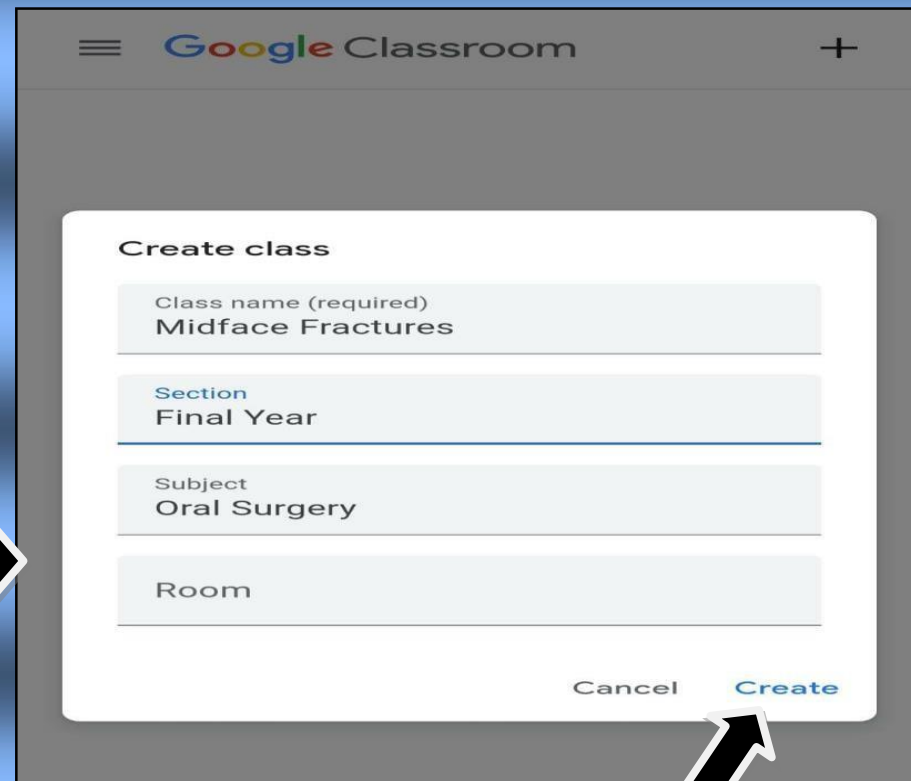 Google Classroom
Create class
Class name (required)
Midface Fractures
Section
Final Year
Subject
Oral Surgery
Room
Cancel Create